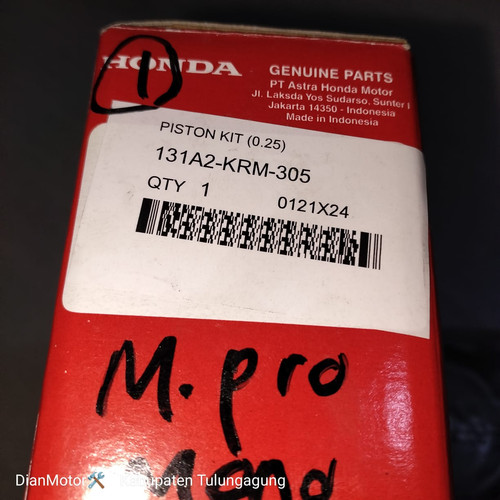 HONDA
1
GENUINE PARTS
PT Astra Honda Motor
Jl. Laksda Yos Sudarso, Sunter I
Jakarta 14350 - Indonesia
Made in Indonesia
PISTON KIT (0.25)
131A2-KRM-305
QTY 1
0121X24
M. pro
DianMotor🛠 Kabupaten Tulungagung